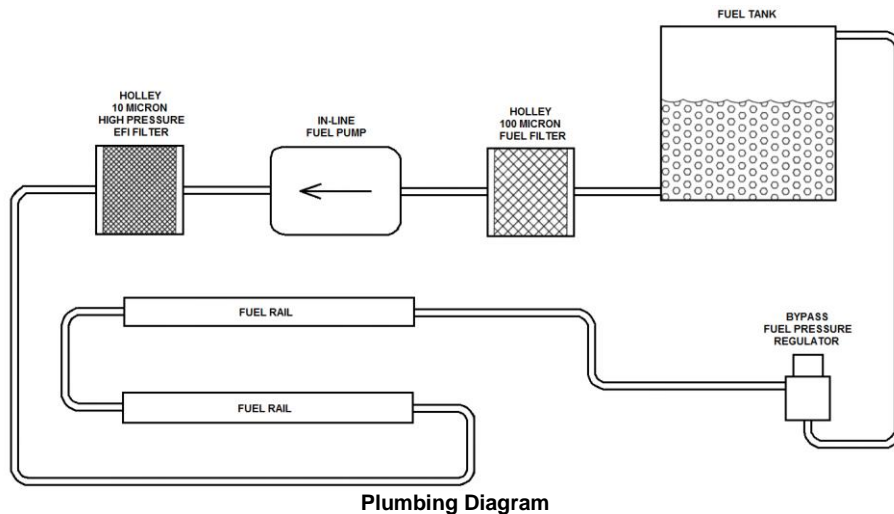 FUEL TANK
HOLLEY
10 MICRON
HIGH PRESSURE
EFI FILTER
IN-LINE
FUEL PUMP
HOLLEY
100 MICRON
FUEL FILTER
FUEL RAIL
BYPASS
FUEL PRESSURE
REGULATOR
FUEL RAIL
Plumbing Diagram